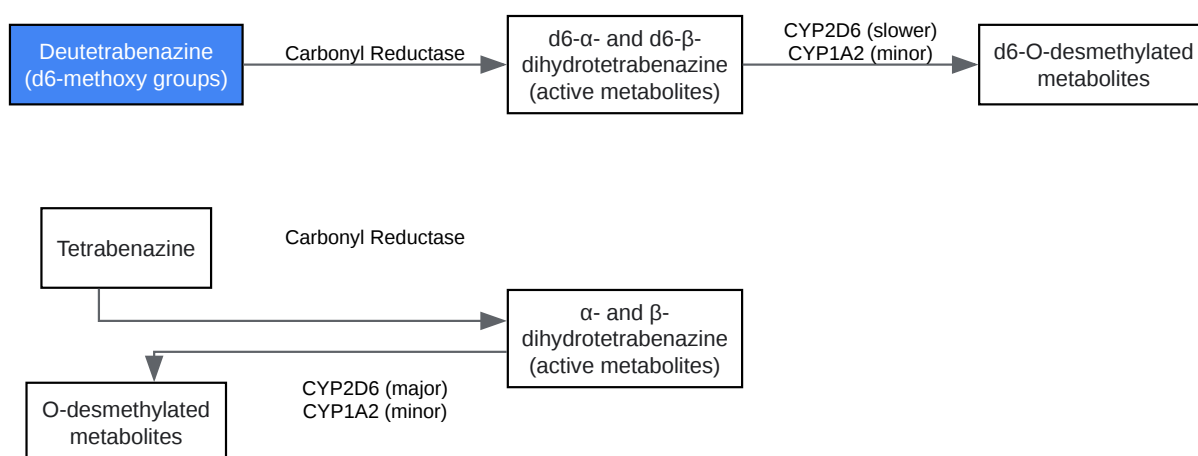 Deutetrabenazine
(d6-methoxy groups)
Carbonyl Reductase
d6-α- and d6-β-
dihydrotetrabenazine
(active metabolites)
CYP2D6 (slower)
CYP1A2 (minor)
d6-O-desmethylated
metabolites
Tetrabenazine
Carbonyl Reductase
α- and β-
dihydrotetrabenazine
(active metabolites)
CYP2D6 (major)
CYP1A2 (minor)
O-desmethylated
metabolites